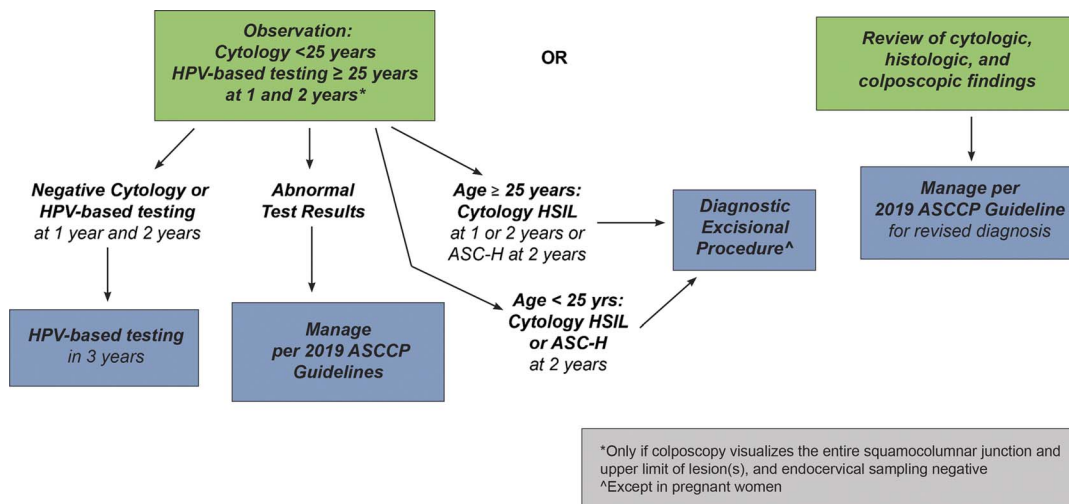 Observation:
Cytology <25 years
HPV-based testing ≥ 25 years
at 1 and 2 years*
OR
Review of cytologic,
histologic, and
colposcopic findings
Negative Cytology or
HPV-based testing
at 1 year and 2 years
Abnormal
Test Results
Age ≥ 25 years:
Cytology HSIL
at 1 or 2 years or
ASC-H at 2 years
Diagnostic
Excisional
Procedure^
Manage per
2019 ASCCP Guideline
for revised diagnosis
HPV-based testing
in 3 years
Manage
per 2019 ASCCP
Guidelines
Age < 25 yrs:
Cytology HSIL
or ASC-H
at 2 years
*Only if colposcopy visualizes the entire squamocolumnar junction and
upper limit of lesion(s), and endocervical sampling negative
^Except in pregnant women